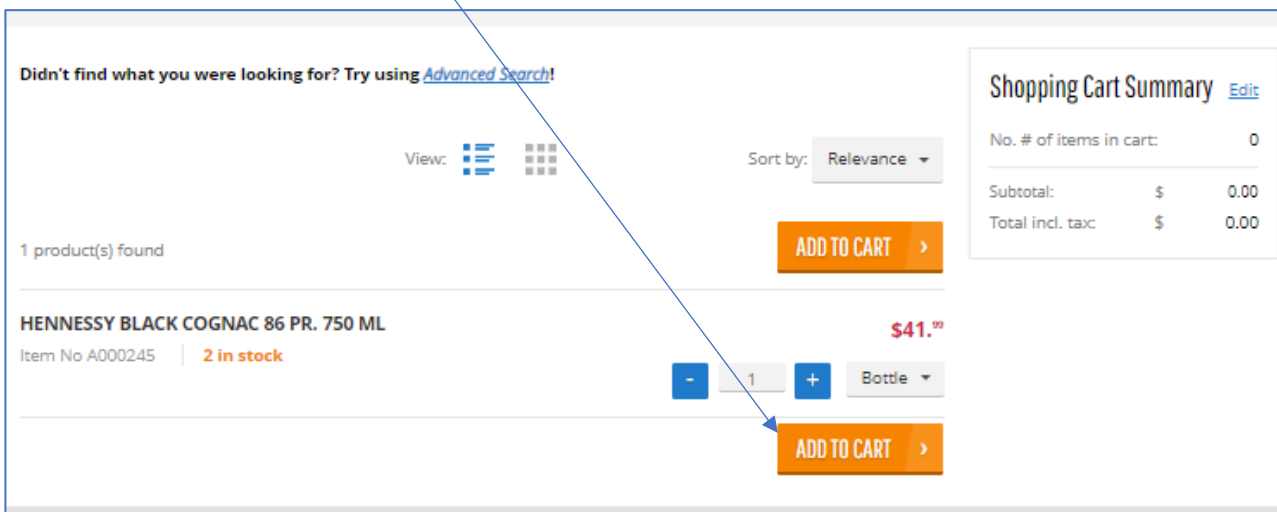 Didn't find what you were looking for? Try using Advanced Search!
View:
Sort by: Relevance
1 product(s) found
ADD TO CART
HENNESSY BLACK COGNAC 86 PR. 750 ML
$41.99
Item No A000245
2 in stock
- 1 + Bottle
ADD TO CART
Shopping Cart Summary Edit
No. # of items in cart: 0
Subtotal: $ 0.00
Total incl. tax: $ 0.00